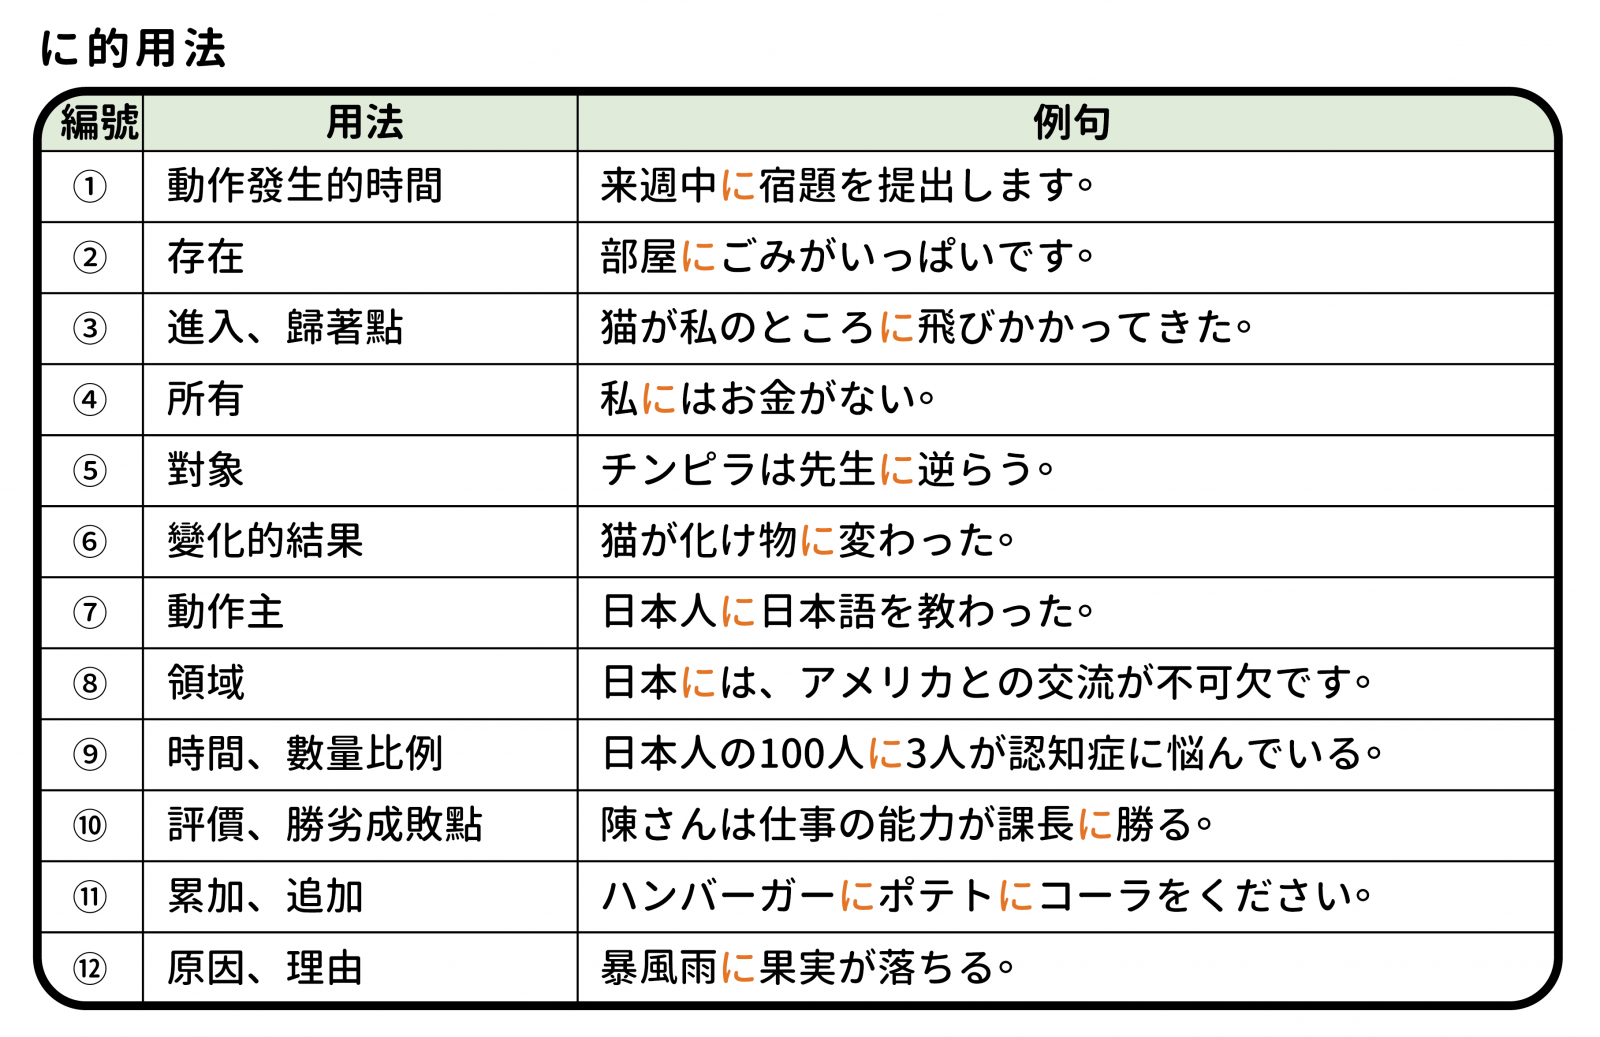 に的用法
編號 用法 例句
① 動作發生的時間 来週中に宿題を提出します。
② 存在 部屋にごみがいっぱいです。
③ 進入、歸著點 猫が私のところに飛びかかってきた。
④ 所有 私にはお金がない。
⑤ 對象 チンピラは先生に逆らう。
⑥ 變化的結果 猫が化け物に変わった。
⑦ 動作主 日本人に日本語を教わった。
⑧ 領域 日本には、アメリカとの交流が不可欠です。
⑨ 時間、數量比例 日本人の100人に3人が認知症に悩んでいる。
⑩ 評價、勝劣成敗點 陳さんは仕事の能力が課長に勝る。
⑪ 累加、追加 ハンバーガーにポテトにコーラをください。
⑫ 原因、理由 暴風雨に果実が落ちる。